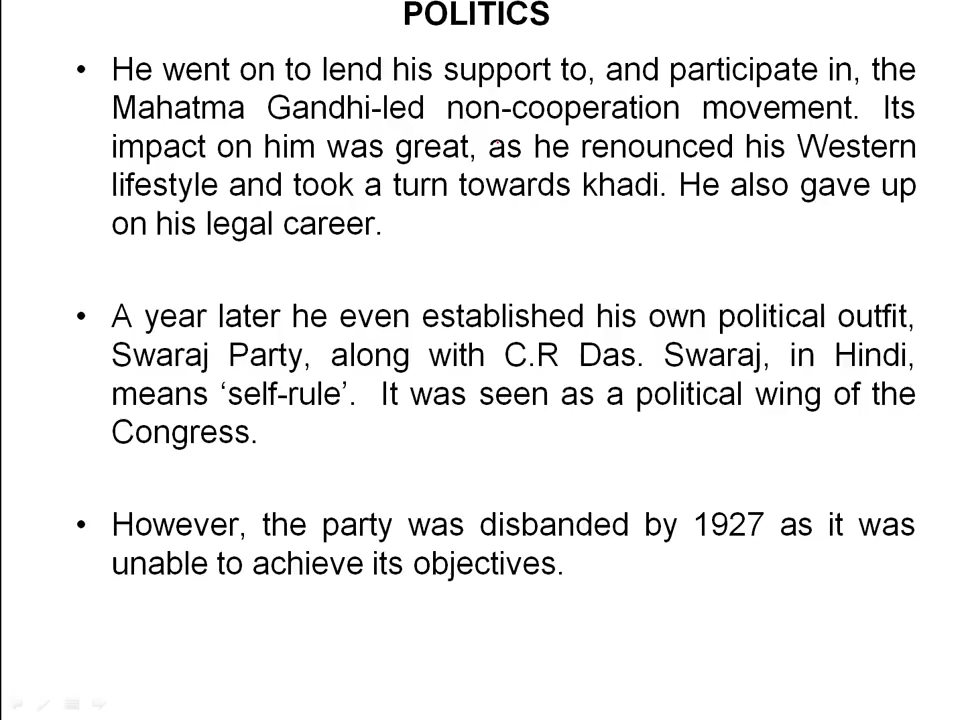 POLITICS
• He went on to lend his support to, and participate in, the
Mahatma Gandhi-led non-cooperation movement. Its
impact on him was great, as he renounced his Western
lifestyle and took a turn towards khadi. He also gave up
on his legal career.
• A year later he even established his own political outfit,
Swaraj Party, along with C.R Das. Swaraj, in Hindi,
means ‘self-rule’. It was seen as a political wing of the
Congress.
• However, the party was disbanded by 1927 as it was
unable to achieve its objectives.